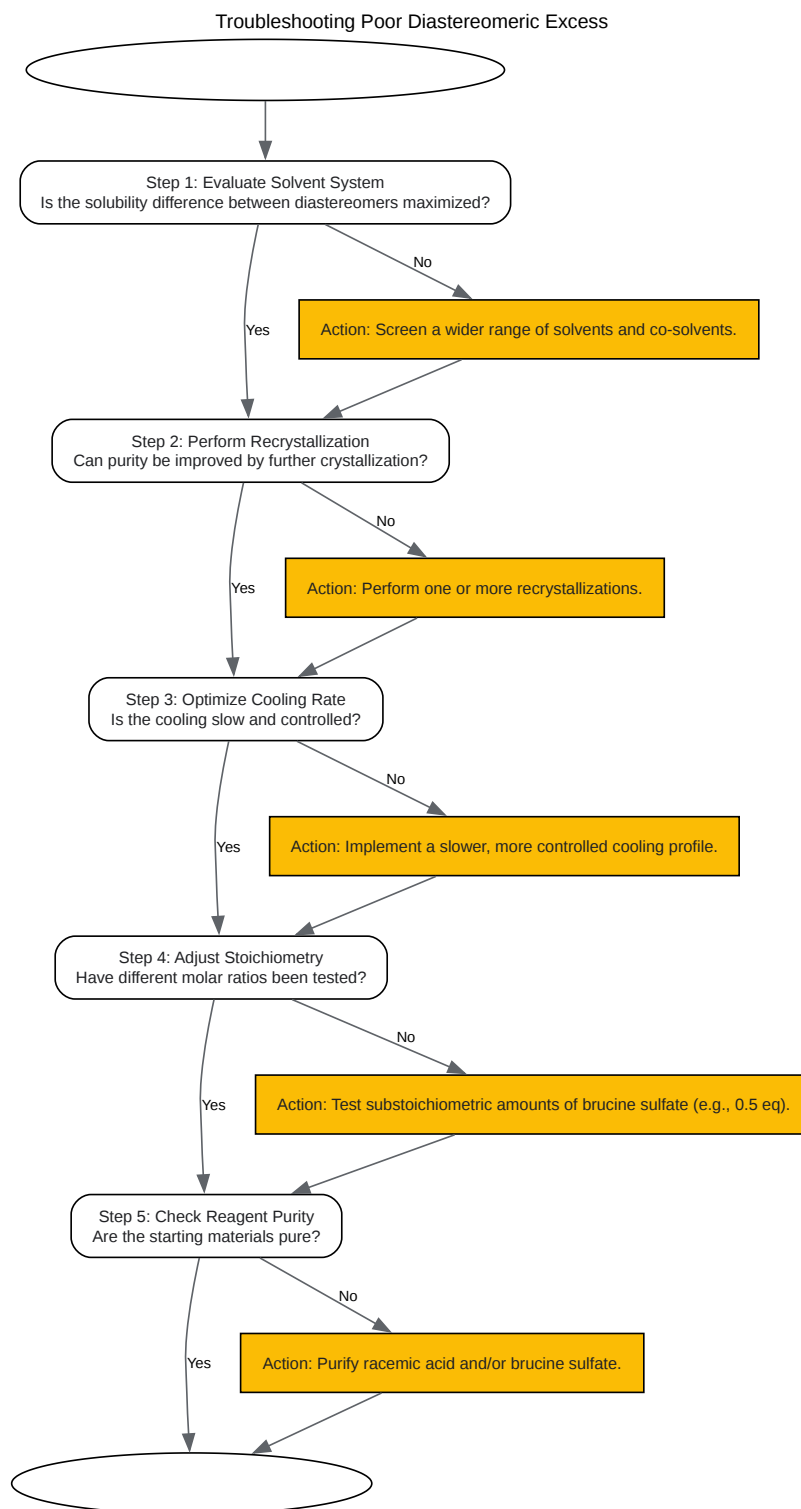 Troubleshooting Poor Diastereomeric Excess
Step 1: Evaluate Solvent System
Is the solubility difference between diastereomers maximized?
No
Yes
Action: Screen a wider range of solvents and co-solvents.
Step 2: Perform Recrystallization
Can purity be improved by further crystallization?
No
Yes
Action: Perform one or more recrystallizations.
Step 3: Optimize Cooling Rate
Is the cooling slow and controlled?
No
Yes
Action: Implement a slower, more controlled cooling profile.
Step 4: Adjust Stoichiometry
Have different molar ratios been tested?
No
Yes
Action: Test substoichiometric amounts of brucine sulfate (e.g., 0.5 eq).
Step 5: Check Reagent Purity
Are the starting materials pure?
No
Yes
Action: Purify racemic acid and/or brucine sulfate.